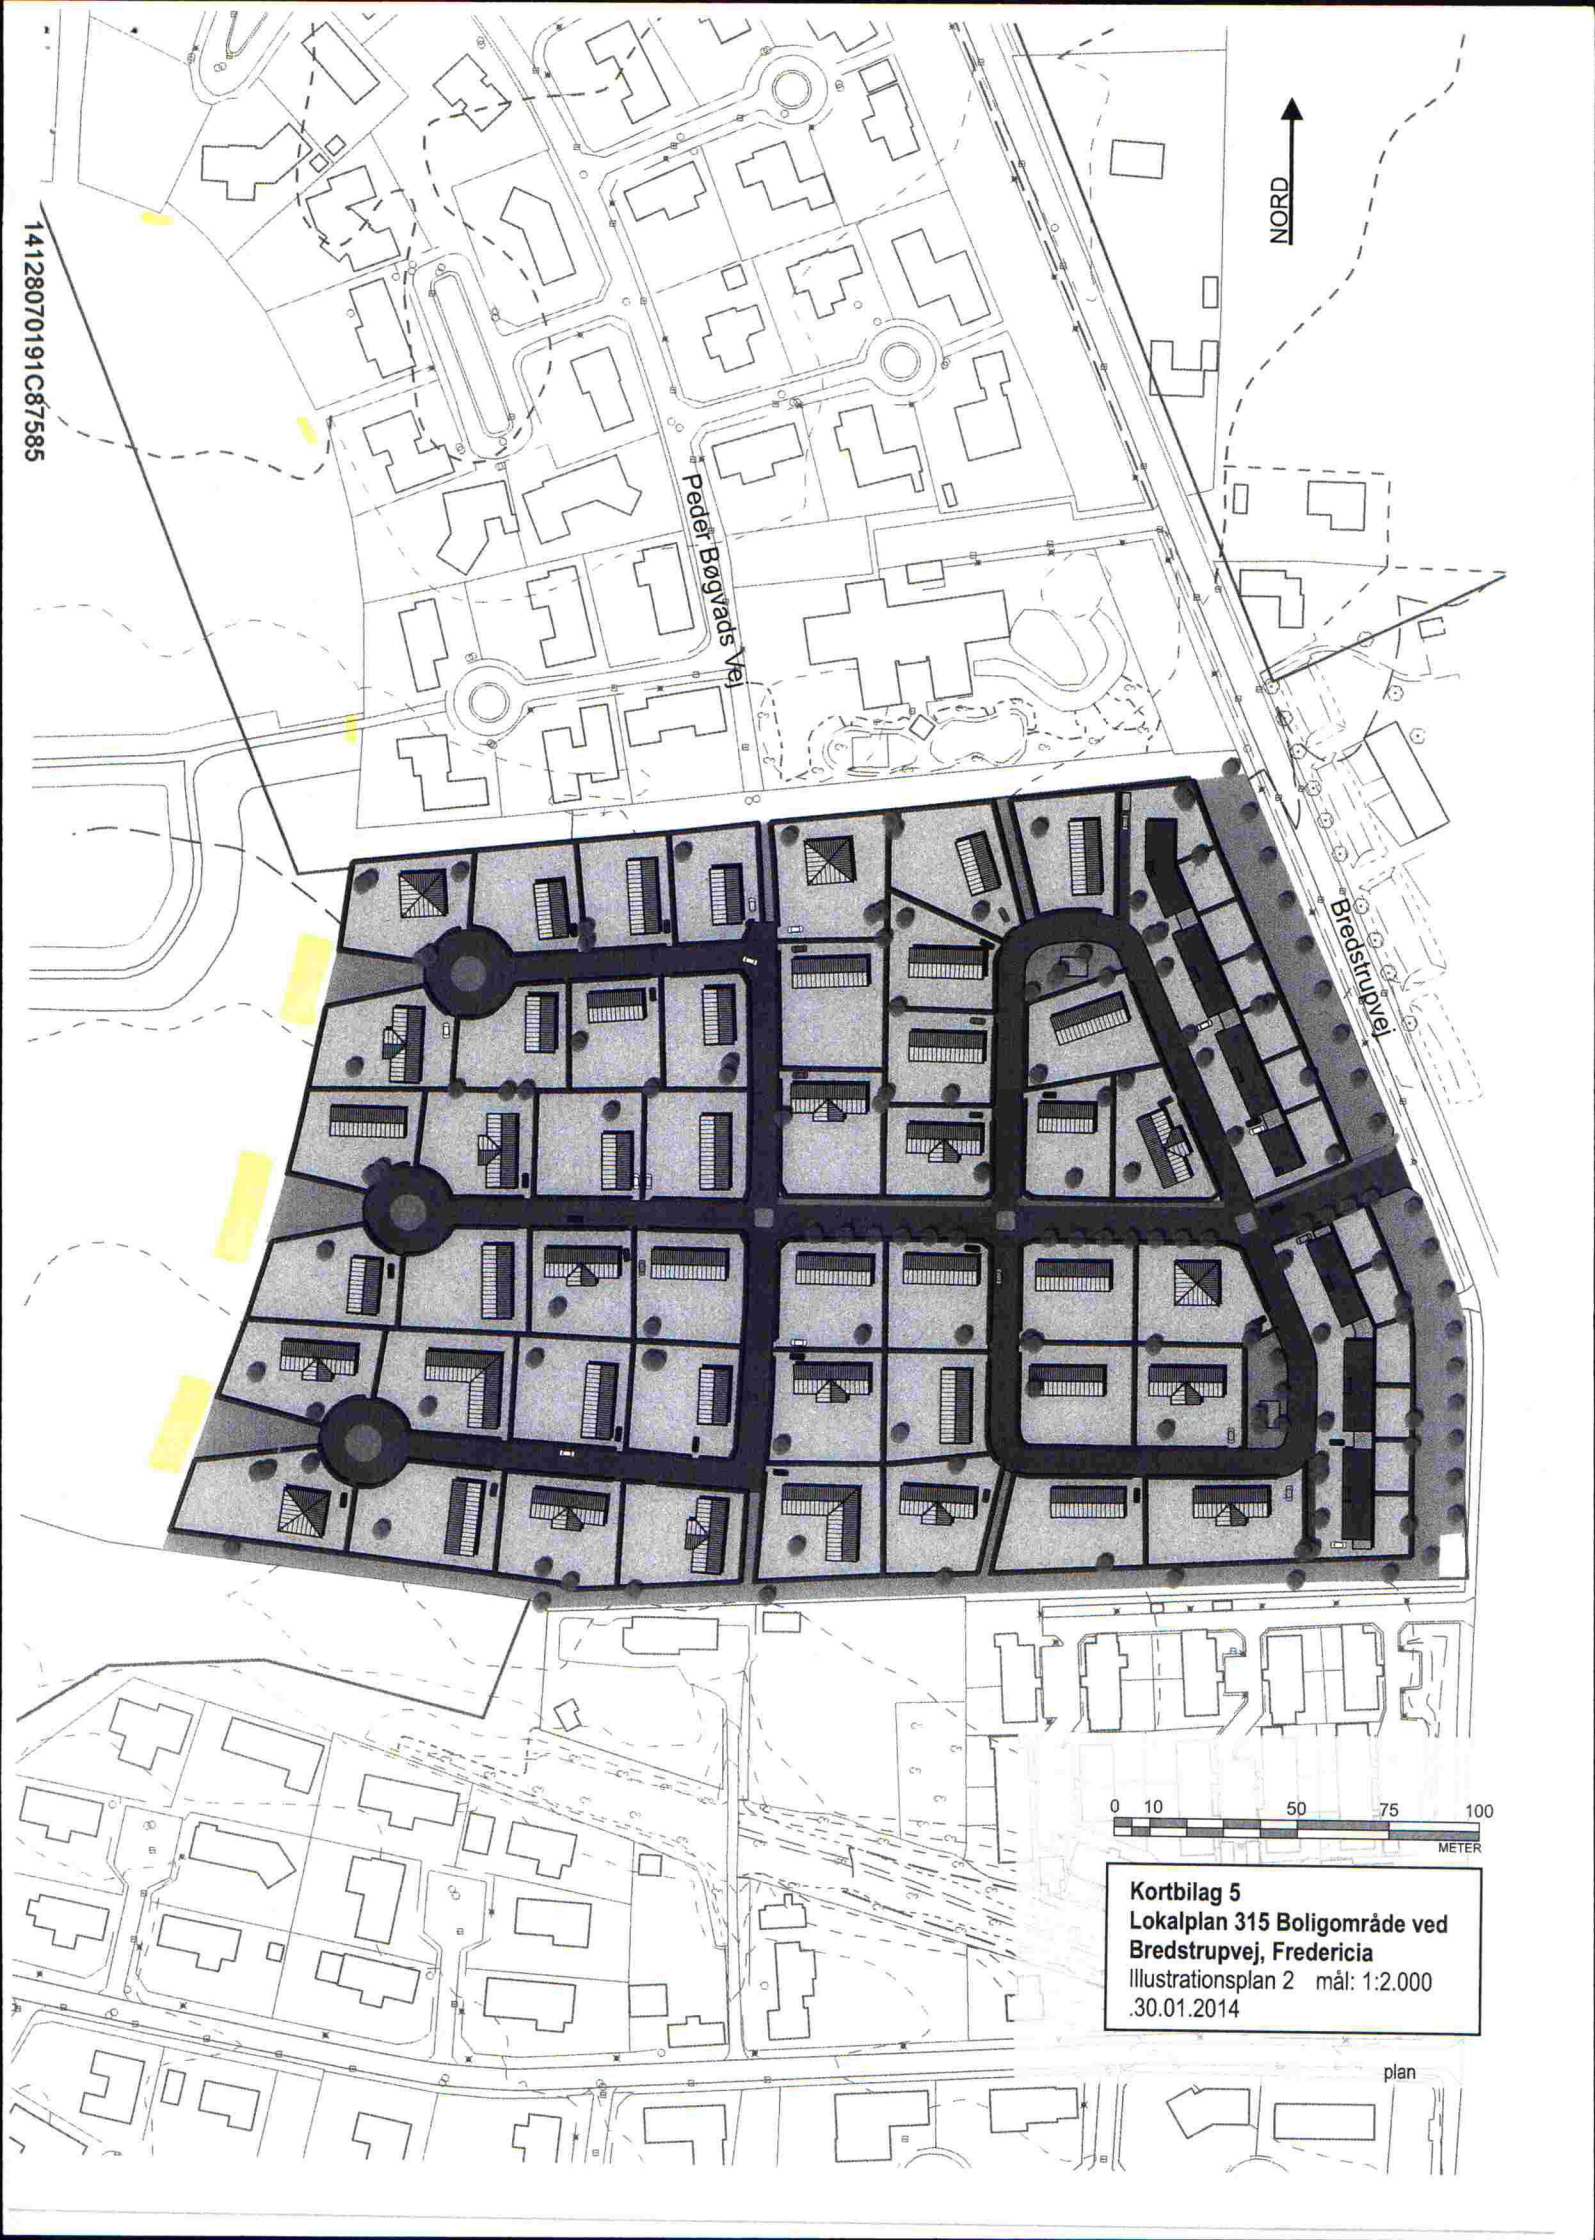 NORD
14128070191C87585
Peder Bøgvads Vej
Bredstrupvej
0 10 50 75 100
METER
Kortbilag 5
Lokalplan 315 Boligområde ved
Bredstrupvej, Fredericia
Illustrationsplan 2 mål: 1:2.000
.30.01.2014
plan